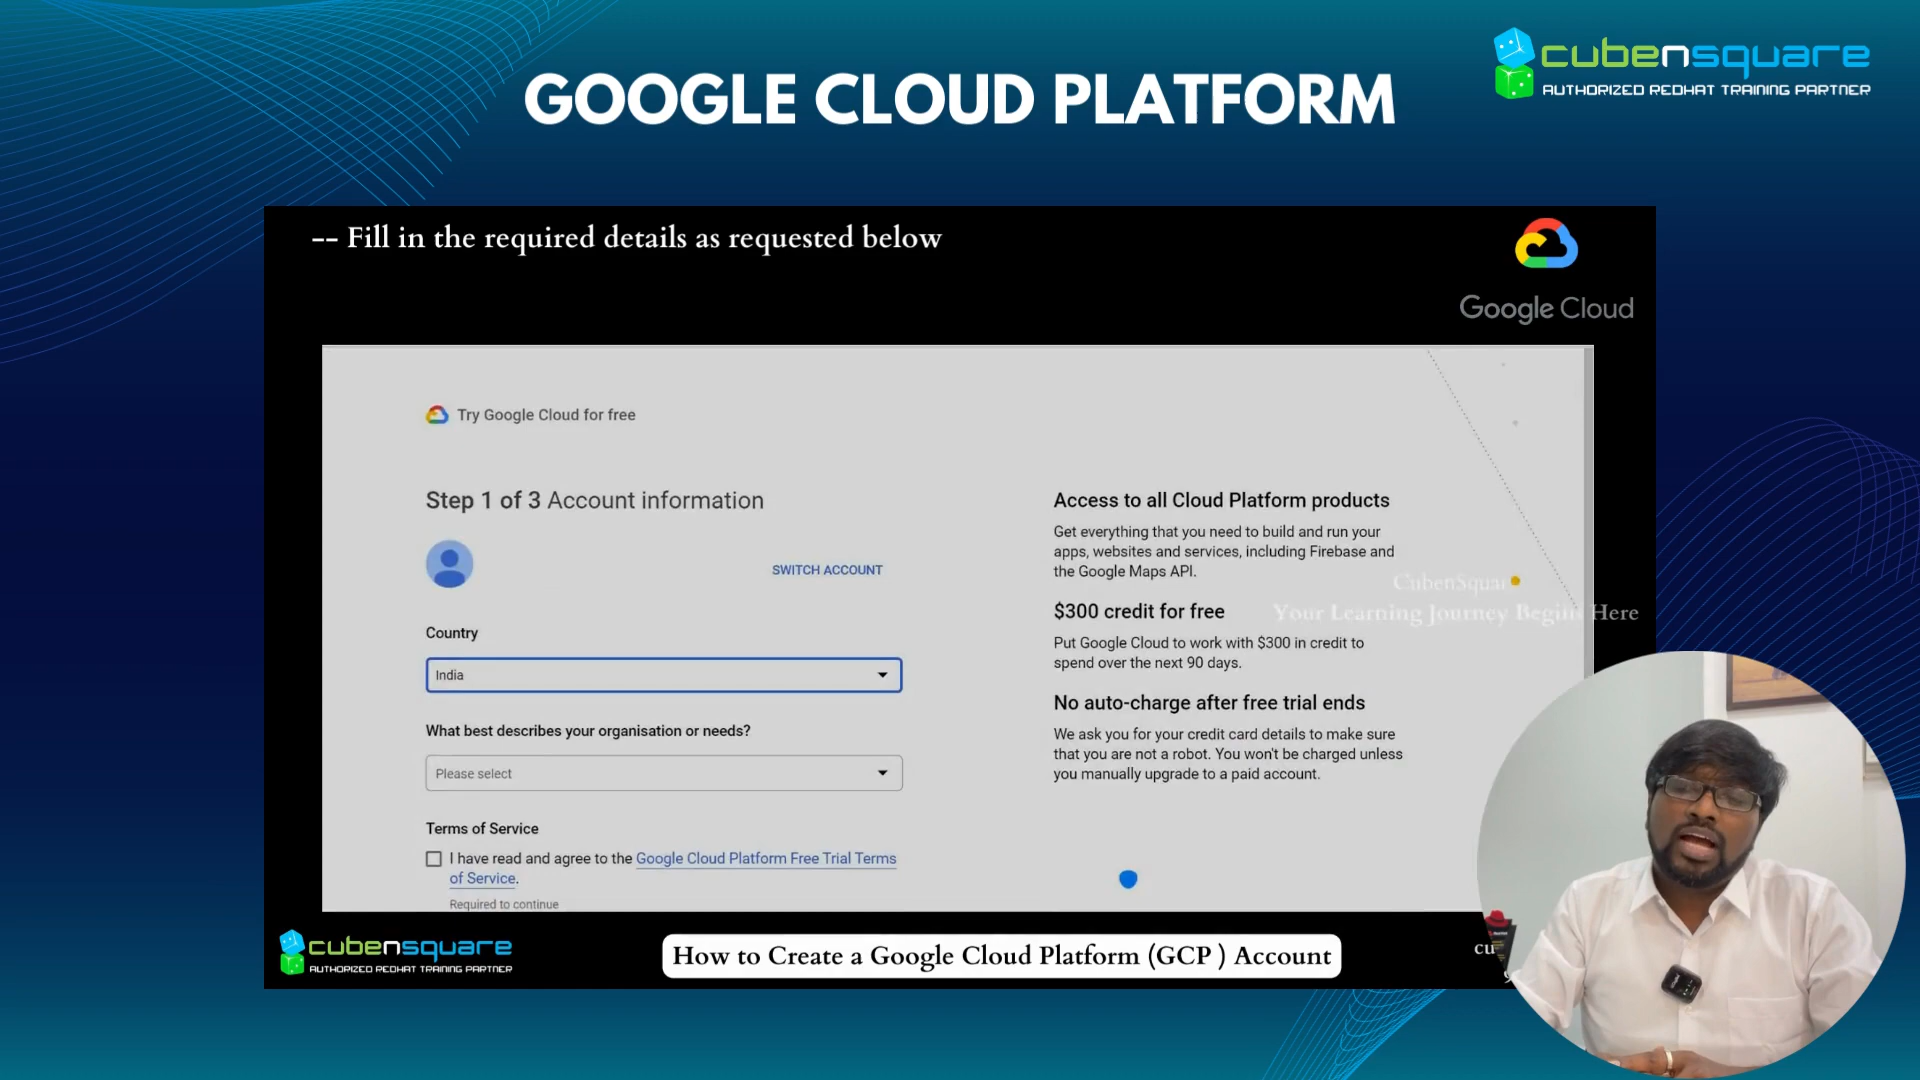 GOOGLE CLOUD PLATFORM
cubensquare
AUTHORIZED REDHAT TRAINING PARTNER
-- Fill in the required details as requested below
Google Cloud
Try Google Cloud for free
Step 1 of 3 Account information
SWITCH ACCOUNT
Country
India
What best describes your organisation or needs?
Please select
Terms of Service
I have read and agree to the Google Cloud Platform Free Trial Terms
of Service.
Required to continue
Access to all Cloud Platform products
Get everything that you need to build and run your
apps, websites and services, including Firebase and
the Google Maps API.
$300 credit for free
Put Google Cloud to work with $300 in credit to
spend over the next 90 days.
No auto-charge after free trial ends
We ask you for your credit card details to make sure
that you are not a robot. You won't be charged unless
you manually upgrade to a paid account.
CubenSquar
Your Learning Journey Begins Here
cubensquare
AUTHORIZED REDHAT TRAINING PARTNER
How to Create a Google Cloud Platform (GCP ) Account
cu